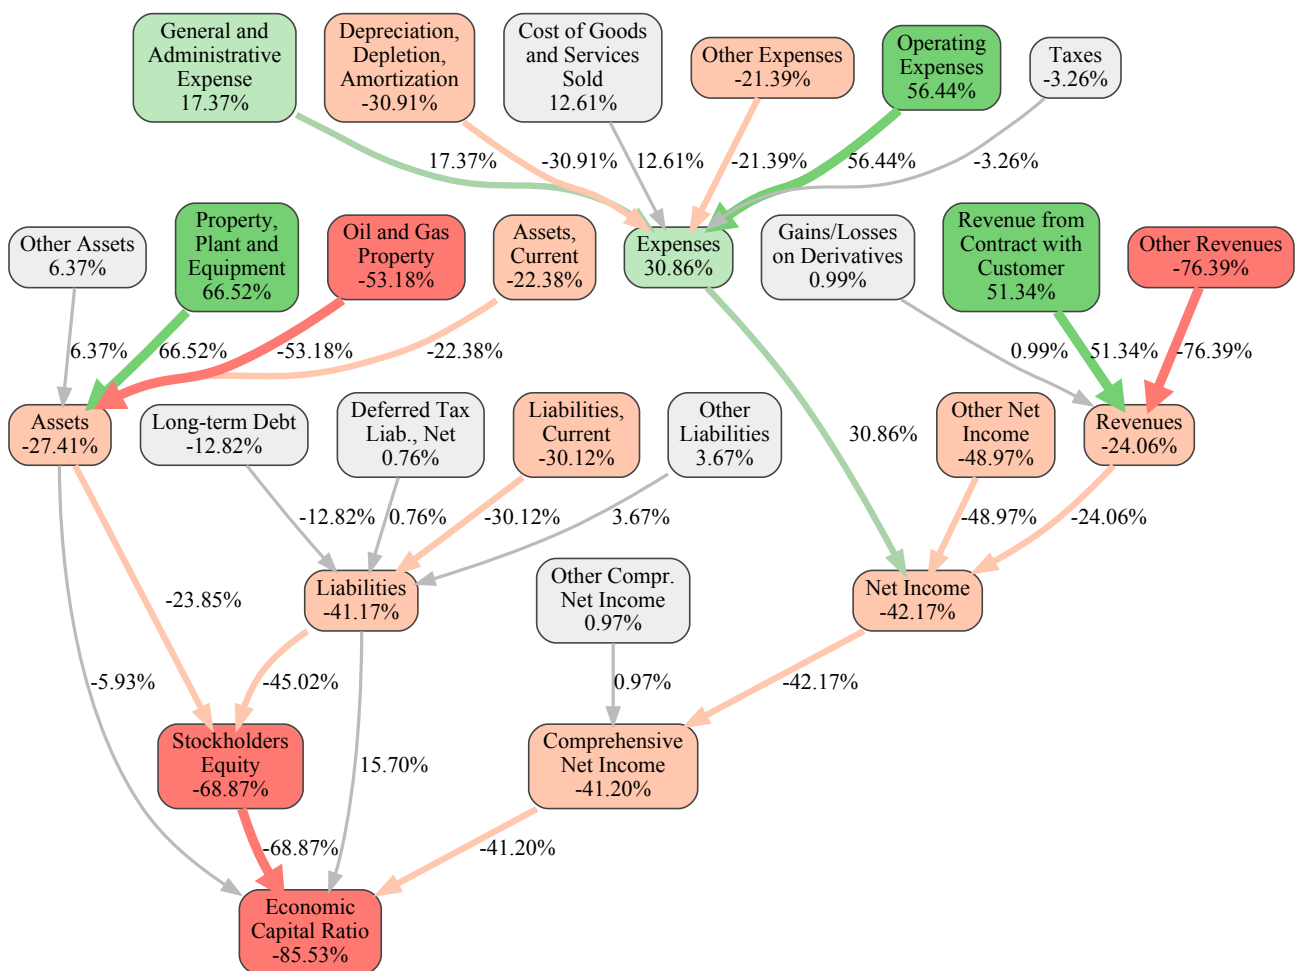 General and
Administrative
Expense
17.37%
Depreciation,
Depletion,
Amortization
-30.91%
Cost of Goods
and Services
Sold
12.61%
Other Expenses
-21.39%
Operating
Expenses
56.44%
Taxes
-3.26%
17.37%
-30.91%
12.61%
-21.39%
56.44%
-3.26%
Other Assets
6.37%
Property,
Plant and
Equipment
66.52%
Oil and Gas
Property
-53.18%
Assets,
Current
-22.38%
Expenses
30.86%
Gains/Losses
on Derivatives
0.99%
Revenue from
Contract with
Customer
51.34%
Other Revenues
-76.39%
6.37%
66.52%
-53.18%
-22.38%
0.99%
51.34%
-76.39%
Assets
-27.41%
Long-term Debt
-12.82%
Deferred Tax
Liab., Net
0.76%
Liabilities,
Current
-30.12%
Other
Liabilities
3.67%
30.86%
Other Net
Income
-48.97%
Revenues
-24.06%
-12.82%
0.76%
-30.12%
3.67%
-48.97%
-24.06%
-23.85%
Liabilities
-41.17%
Other Compr.
Net Income
0.97%
Net Income
-42.17%
-5.93%
-45.02%
0.97%
-42.17%
Stockholders
Equity
-68.87%
15.70%
Comprehensive
Net Income
-41.20%
-68.87%
-41.20%
Economic
Capital Ratio
-85.53%